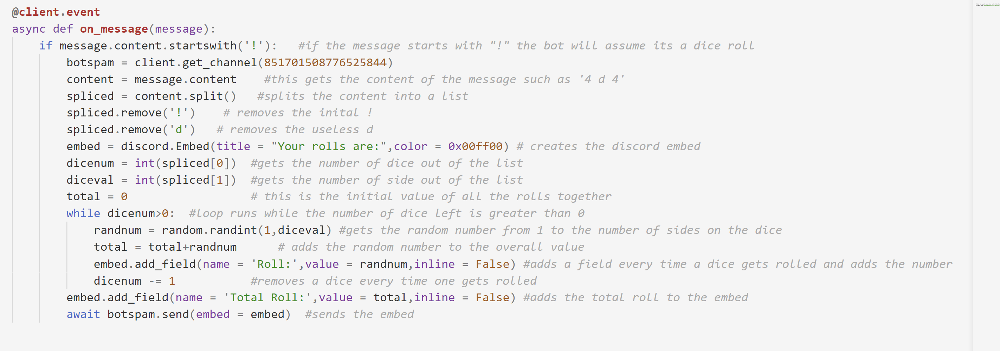 @client.event
async def on_message(message):
    if message.content.startswith('!'):   #if the message starts with "!" the bot will assume its a dice roll
        botspam = client.get_channel(851701508776525844)
        content = message.content    #this gets the content of the message such as '4 d 4'
        spliced = content.split()   #splits the content into a list
        spliced.remove('!')    # removes the inital !
        spliced.remove('d')   # removes the useless d
        embed = discord.Embed(title = "Your rolls are:",color = 0x00ff00) # creates the discord embed
        dicenum = int(spliced[0])  #gets the number of dice out of the list
        diceval = int(spliced[1])  #gets the number of side out of the list
        total = 0                  # this is the initial value of all the rolls together
        while dicenum>0:  #loop runs while the number of dice left is greater than 0
            randnum = random.randint(1,diceval) #gets the random number from 1 to the number of sides on the dice
            total = total+randnum      # adds the random number to the overall value
            embed.add_field(name = 'Roll:',value = randnum,inline = False) #adds a field every time a dice gets rolled and adds the number
            dicenum -= 1           #removes a dice every time one gets rolled
        embed.add_field(name = 'Total Roll:',value = total,inline = False) #adds the total roll to the embed
        await botspam.send(embed = embed)  #sends the embed